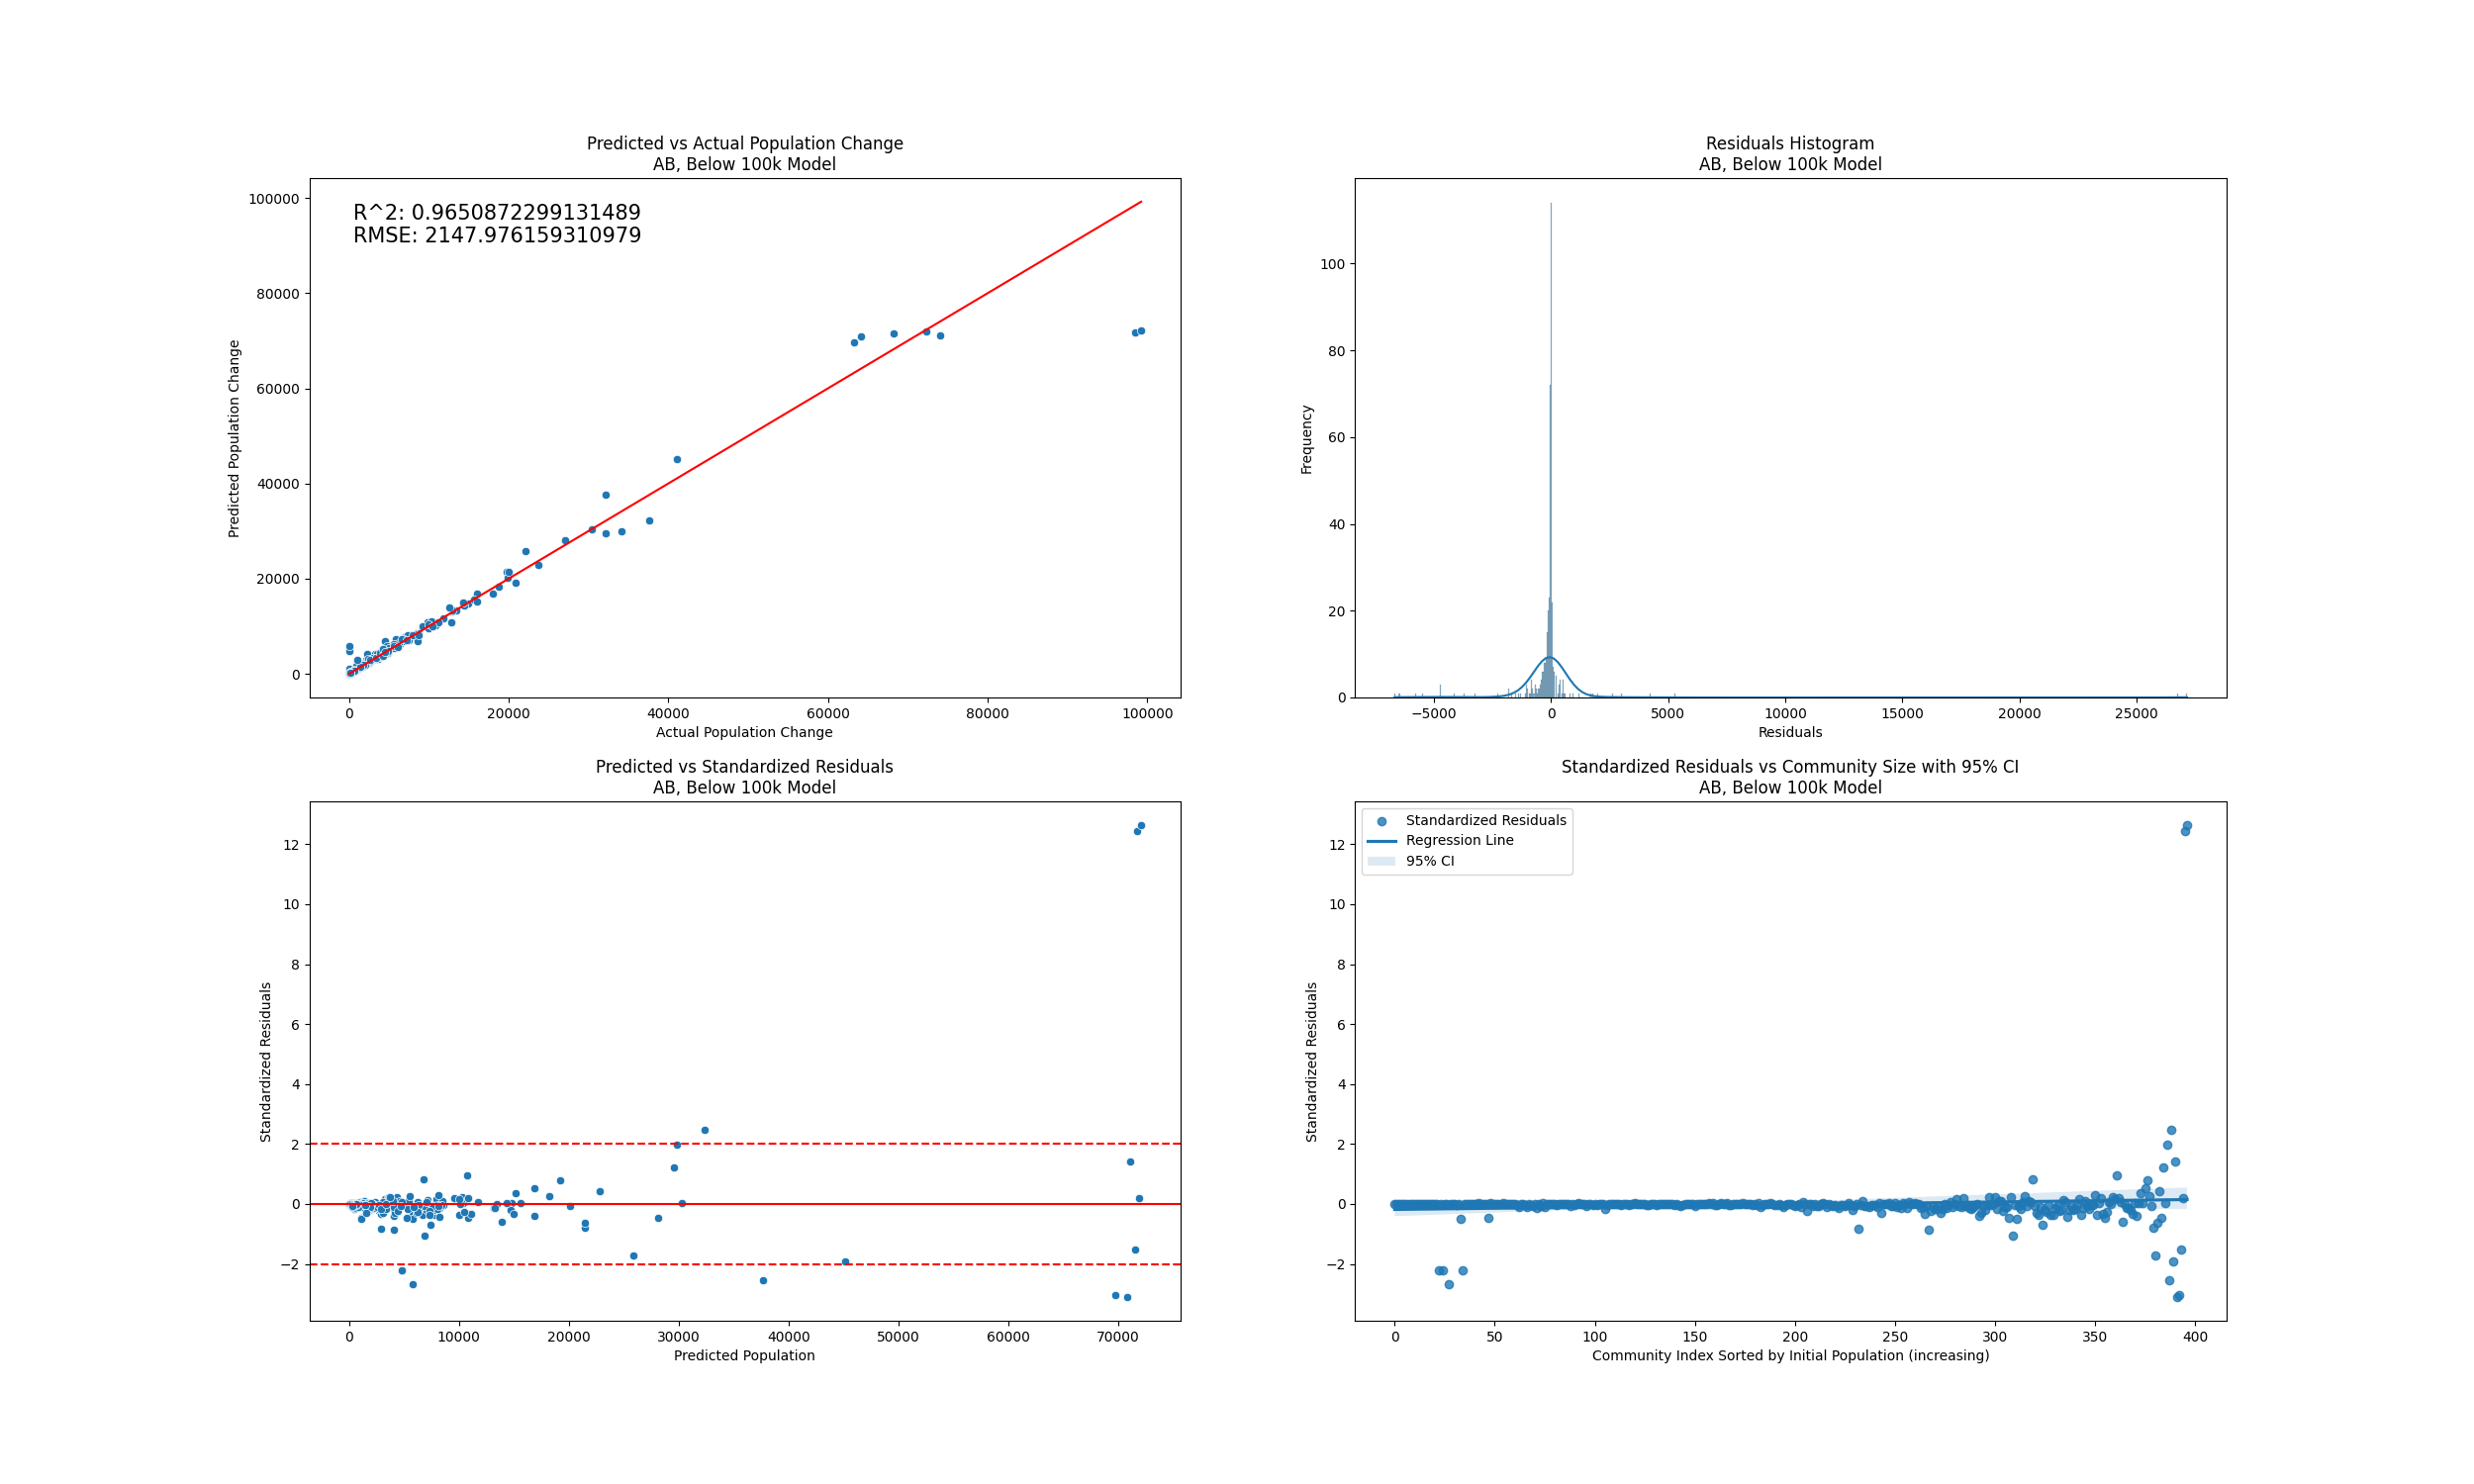 Predicted vs Actual Population Change
AB, Below 100k Model
R^2: 0.9650872299131489
RMSE: 2147.976159310979
100000
80000
60000
40000
20000
0
Predicted Population Change
0 20000 40000 60000 80000 100000
Actual Population Change
Residuals Histogram
AB, Below 100k Model
100
80
60
40
20
0
Frequency
−5000 0 5000 10000 15000 20000 25000
Residuals
Predicted vs Standardized Residuals
AB, Below 100k Model
12
10
8
6
4
2
0
−2
Standardized Residuals
0 10000 20000 30000 40000 50000 60000 70000
Predicted Population
Standardized Residuals vs Community Size with 95% CI
AB, Below 100k Model
Standardized Residuals
Regression Line
95% CI
12
10
8
6
4
2
0
−2
Standardized Residuals
0 50 100 150 200 250 300 350 400
Community Index Sorted by Initial Population (increasing)